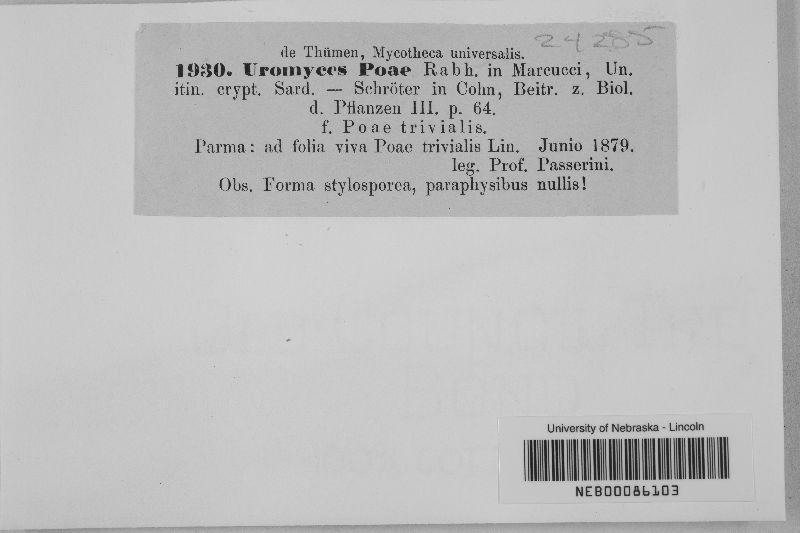 24285
de Thümen, Mycotheca universalis.
1930. Uromyces Poae Rabh. in Marcucci, Un.
itin. crypt. Sard. — Schröter in Cohn, Beitr. z. Biol.
d. Pflanzen III. p. 64.
f. Poae trivialis.
Parma: ad folia viva Poae trivialis Lin. Junio 1879.
leg. Prof. Passerini.
Obs. Forma stylosporea, paraphysibus nullis!
University of Nebraska - Lincoln
NEB00086103